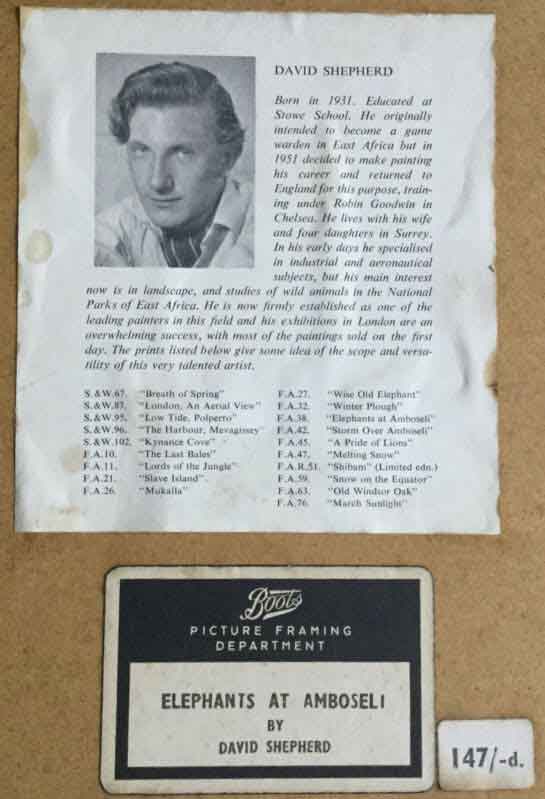 DAVID SHEPHERD
Born in 1931. Educated at
Stowe School. He originally
intended to become a game
warden in East Africa but in
1951 decided to make painting
his career and returned to
England for this purpose, train-
ing under Robin Goodwin in
Chelsea. He lives with his wife
and four daughters in Surrey.
In his early days he specialised
in industrial and aeronautical
subjects, but his main interest
now is in landscape, and studies of wild animals in the National
Parks of East Africa. He is now firmly established as one of the
leading painters in this field and his exhibitions in London are an
overwhelming success, with most of the paintings sold on the first
day. The prints listed below give some idea of the scope and versa-
tility of this very talented artist.
S.&W.67. "Breath of Spring"
S.&W.87. "London, An Aerial View"
S.&W.95. "Low Tide, Polperro"
S.&W.96. "The Harbour, Mevagissey"
S.&W.102. "Kynance Cove"
F.A.10. "The Last Bales"
F.A.11. "Lords of the Jungle"
F.A.21. "Slave Island"
F.A.26. "Mukalla"
F.A.27. "Wise Old Elephant"
F.A.32. "Winter Plough"
F.A.38. "Elephants at Amboseli"
F.A.42. "Storm Over Amboseli"
F.A.45. "A Pride of Lions"
F.A.47. "Melting Snow"
F.A.R.51. "Shibam" (Limited edn.)
F.A.59. "Snow on the Equator"
F.A.63. "Old Windsor Oak"
F.A.76. "March Sunlight"
Boots
PICTURE FRAMING
DEPARTMENT
ELEPHANTS AT AMBOSELI
BY
DAVID SHEPHERD
147/-d.